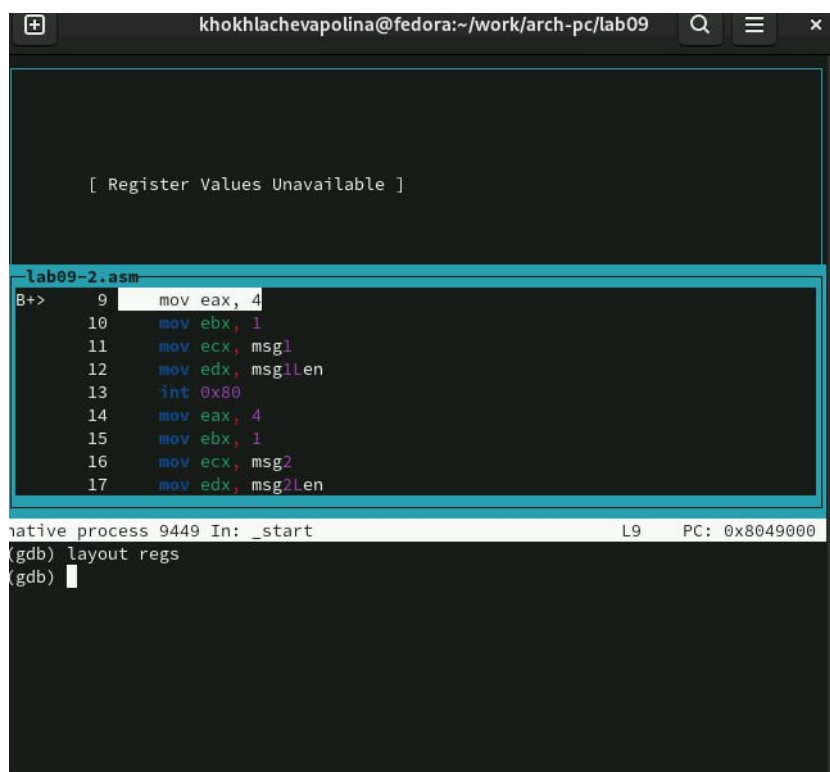 khokhlachevapolina@fedora:~/work/arch-pc/lab09
[ Register Values Unavailable ]
lab09-2.asm
B+> 9 mov eax, 4
10 mov ebx, 1
11 mov ecx, msg1
12 mov edx, msg1Len
13 int 0x80
14 mov eax, 4
15 mov ebx, 1
16 mov ecx, msg2
17 mov edx, msg2Len
native process 9449 In: _start L9 PC: 0x8049000
(gdb) layout regs
(gdb)